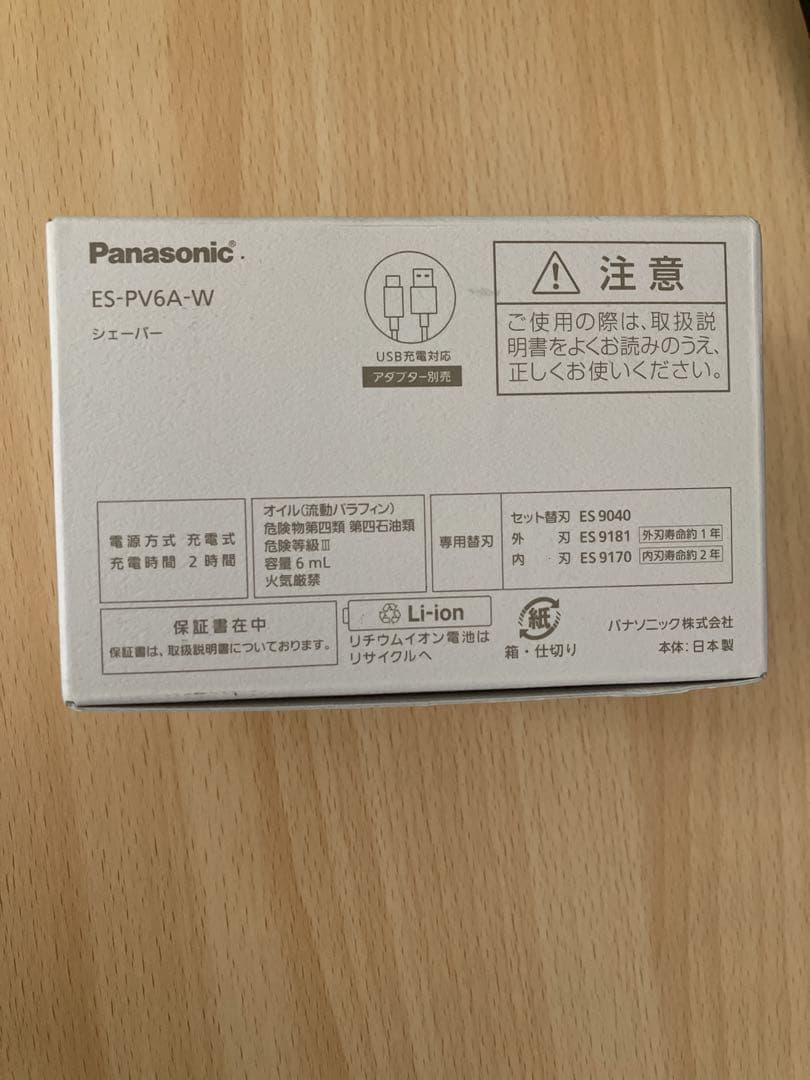 Panasonic®
ES-PV6A-W
シェーバー
USB充電対応
アダプター別売
注意
ご使用の際は、取扱説
明書をよくお読みのうえ、
正しくお使いください。
電源方式 充電式
充電時間 2時間
オイル(流動パラフィン)
危険物第四類 第四石油類
危険等級Ⅲ
容量6mL
火気厳禁
専用替刃
セット替刃 ES9040
外 刃 ES9181 外刃寿命約1年
内 刃 ES9170 内刃寿命約2年
保証書在中
保証書は、取扱説明書についております。
Li-ion
リチウムイオン電池は
リサイクルへ
紙
箱・仕切り
パナソニック株式会社
本体:日本製